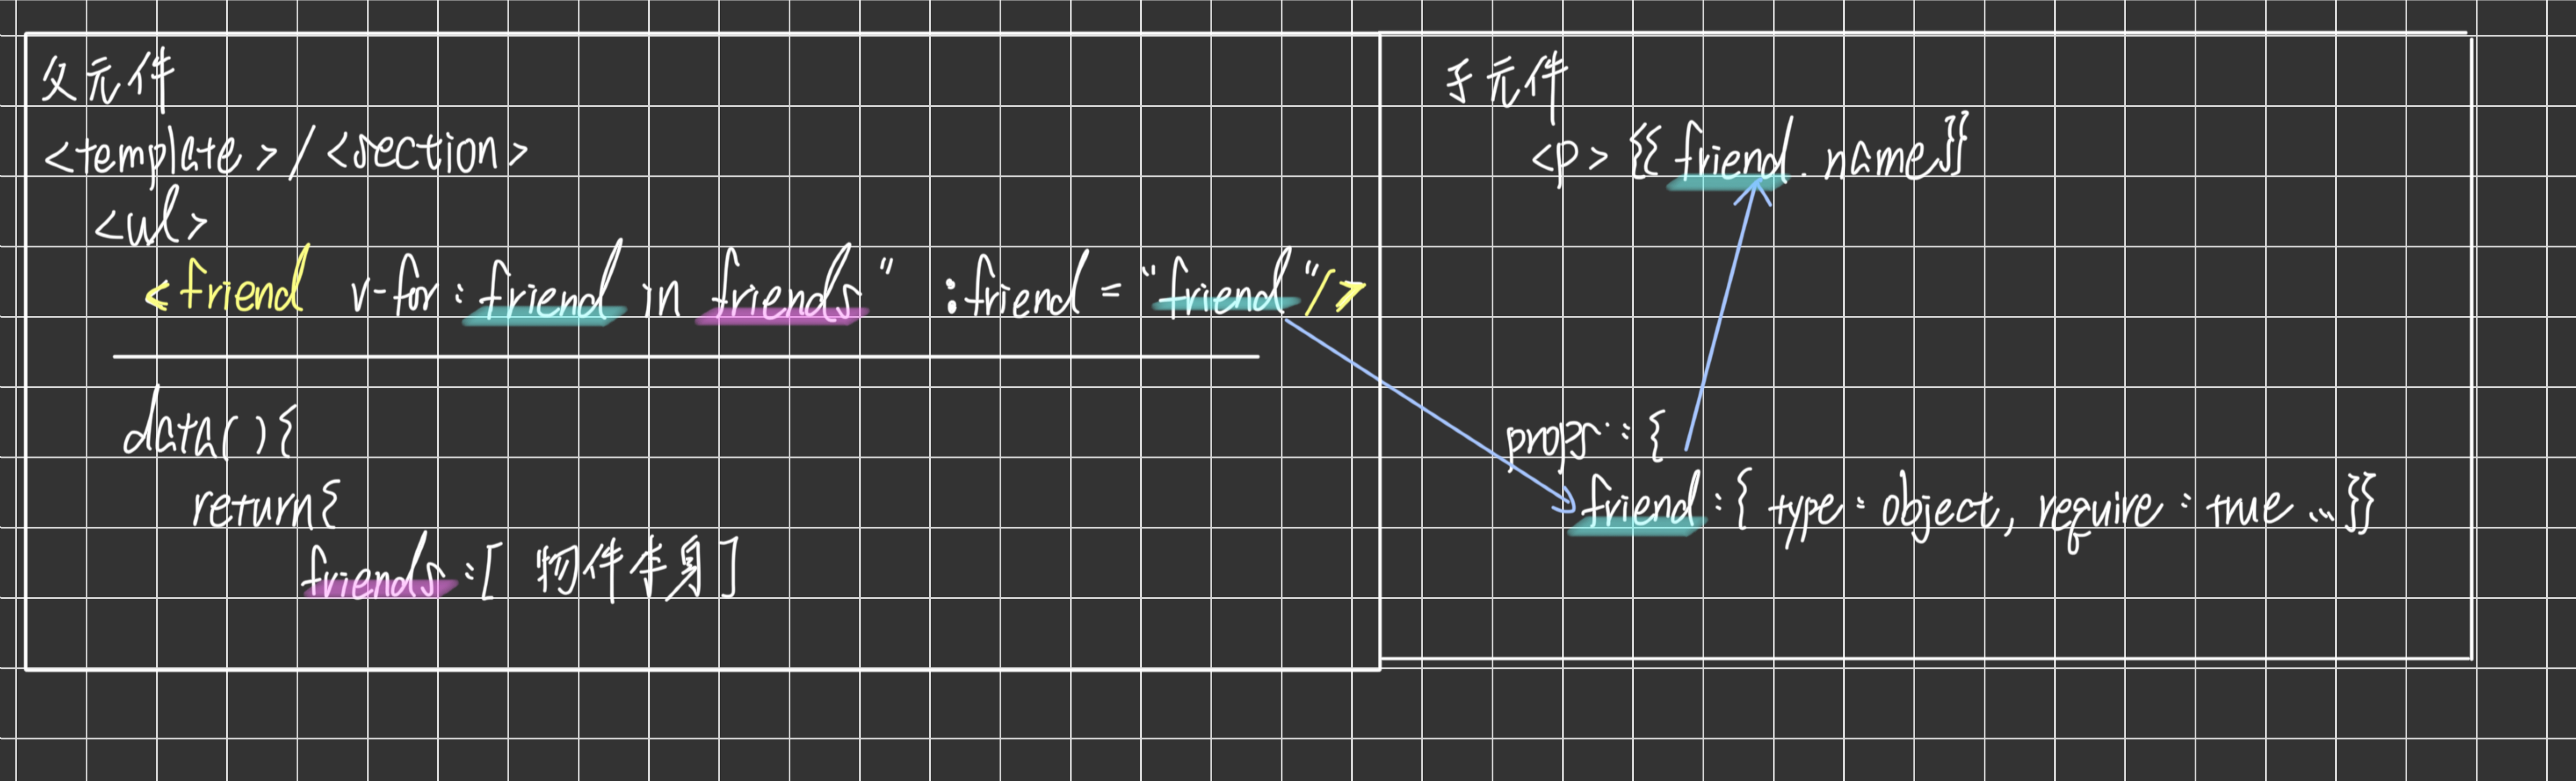 父元件
<template>/<section>
<ul>
<friend v-for:friend in friends" :friend="friend"/>
data(){
return{
friends:[物件本身]
子元件
<p>{{friend.name}}
props:{
friend:{type:object, require:true...}}